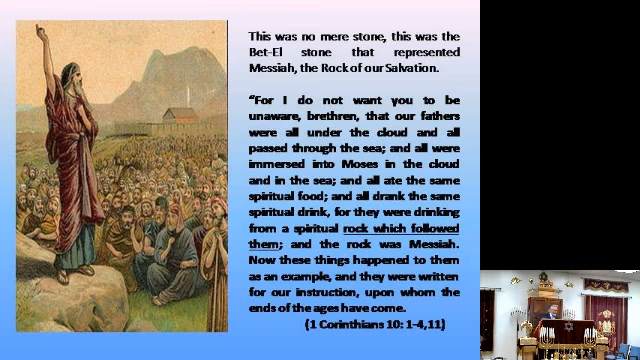 This was no mere stone, this was the
Bet-El stone that represented
Messiah, the Rock of our Salvation.
“For I do not want you to be
unaware, brethren, that our fathers
were all under the cloud and all
passed through the sea; and all were
immersed into Moses in the cloud
and in the sea; and all ate the same
spiritual food; and all drank the same
spiritual drink, for they were drinking
from a spiritual rock which followed
them; and the rock was Messiah.
Now these things happened to them
as an example, and they were written
for our instruction, upon whom the
ends of the ages have come.
(1 Corinthians 10: 1-4,11)